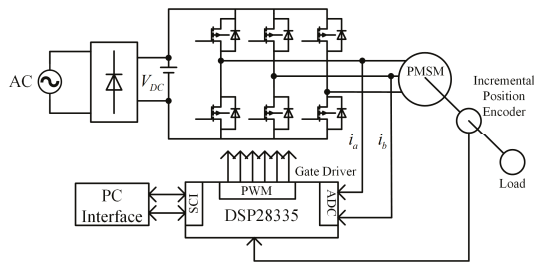 AC
V_DC
PMSM
Incremental
Position
Encoder
i_a
i_b
Load
Gate Driver
PWM
SCI
ADC
DSP28335
PC
Interface